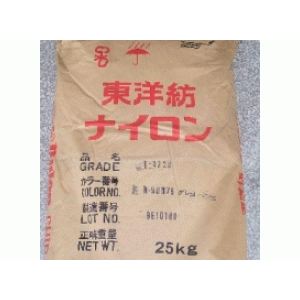 東洋紡
ナイロン
品名
GRADE
カラー番号
COLOR NO.
製造番号
LOT NO.
正味重量
NET WT. 25kg